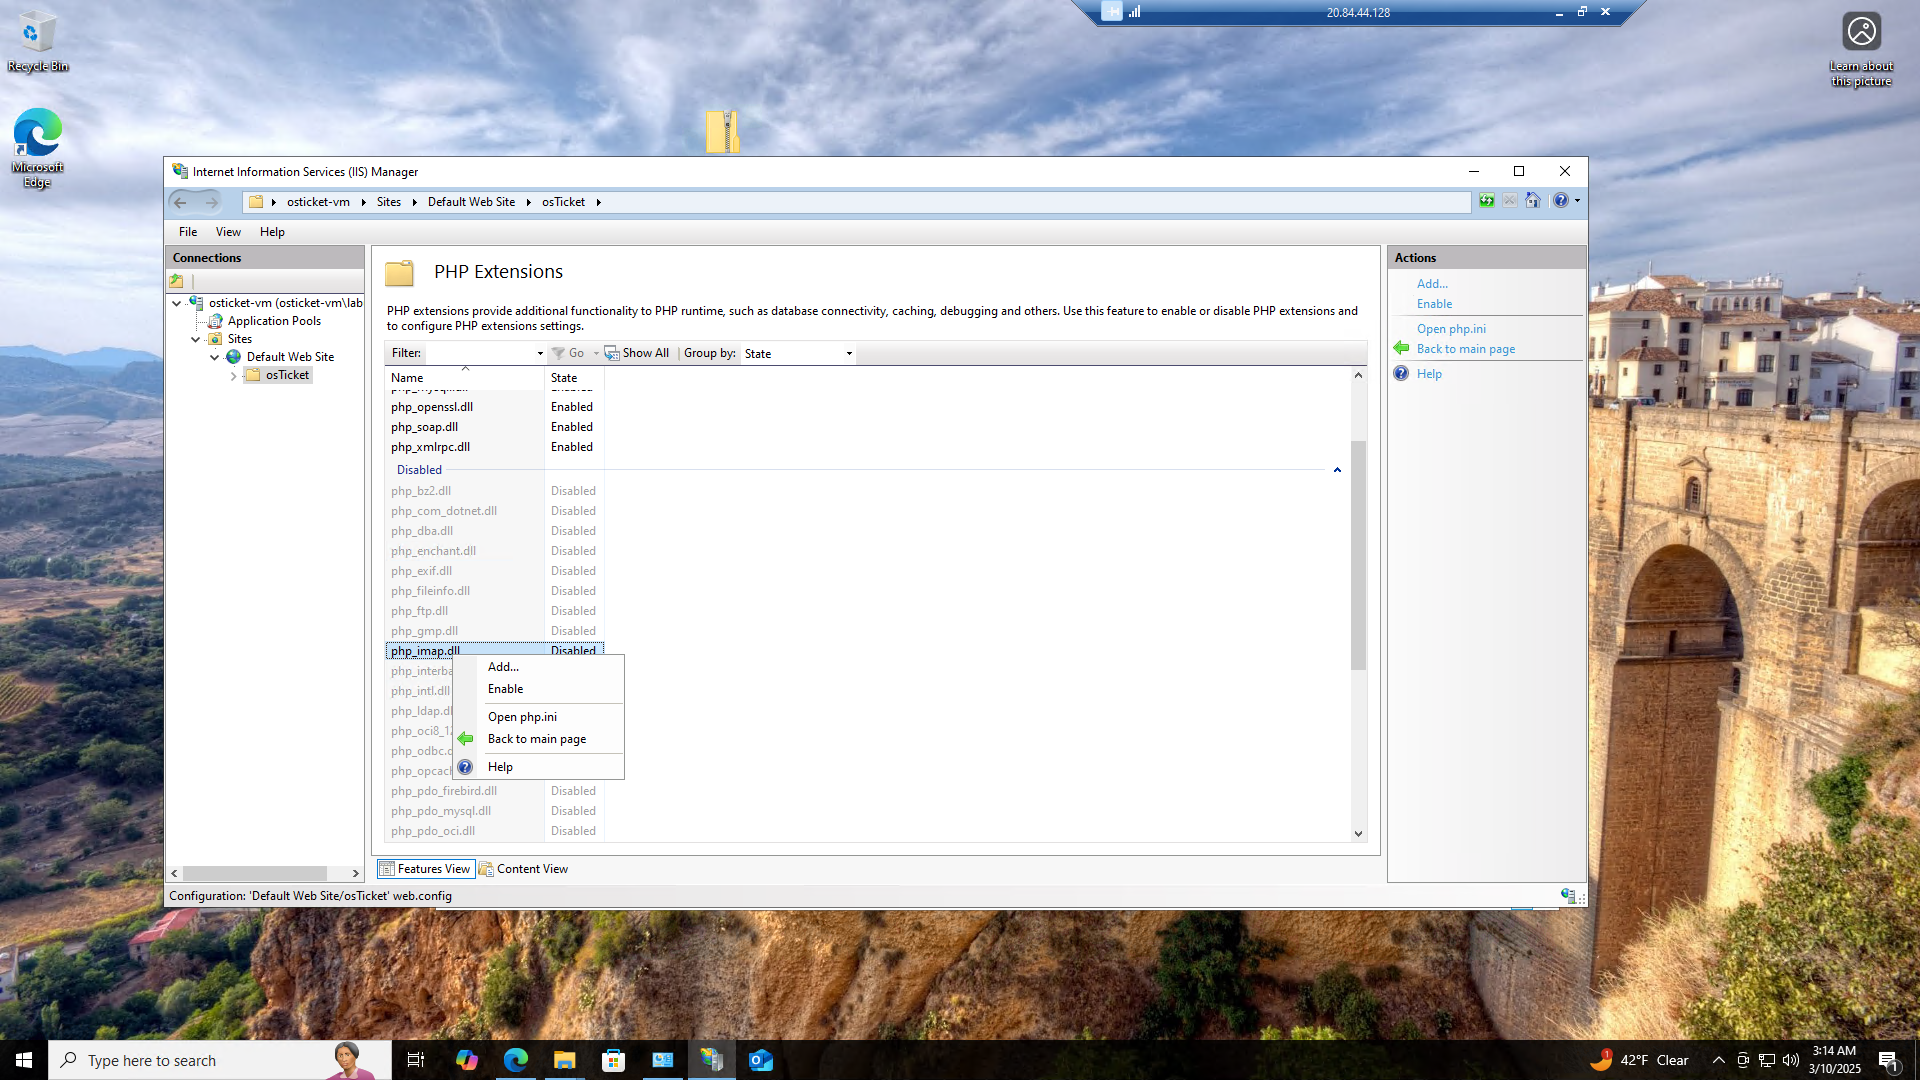 20.84.44.128
Recycle Bin
Learn about
this picture
Microsoft
Edge
Internet Information Services (IIS) Manager
osticket-vm
Sites
Default Web Site
osTicket
File
View
Help
Connections
osticket-vm (osticket-vm\lab
Application Pools
Sites
Default Web Site
osTicket
PHP Extensions
PHP extensions provide additional functionality to PHP runtime, such as database connectivity, caching, debugging and others. Use this feature to enable or disable PHP extensions and
to configure PHP extensions settings.
Filter:
Go
Show All
Group by:
State
Name State
php_openssl.dll Enabled
php_soap.dll Enabled
php_xmlrpc.dll Enabled
Disabled
php_bz2.dll Disabled
php_com_dotnet.dll Disabled
php_dba.dll Disabled
php_enchant.dll Disabled
php_exif.dll Disabled
php_fileinfo.dll Disabled
php_ftp.dll Disabled
php_gmp.dll Disabled
php_imap.dll Disabled
php_interba
php_intl.dll
php_ldap.d
php_oci8_12
php_odbc.d
php_opcach
php_pdo_firebird.dll Disabled
php_pdo_mysql.dll Disabled
php_pdo_oci.dll Disabled
Add...
Enable
Open php.ini
Back to main page
Help
Actions
Add...
Enable
Open php.ini
Back to main page
Help
Features View
Content View
Configuration: 'Default Web Site/osTicket' web.config
Type here to search
1
42°F Clear
3:14 AM
3/10/2025
1